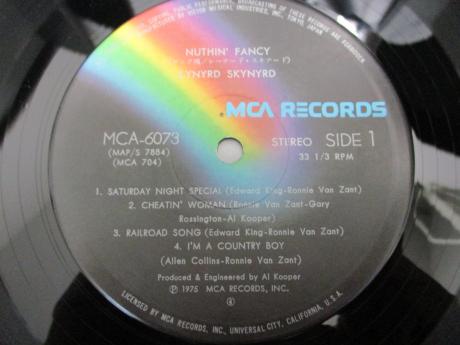 NUTHIN' FANCY
LYNYRD SKYNYRD
MCA RECORDS
MCA-6073
(MAP/S 7884)
(MCA 704)
STEREO SIDE 1
33 1/3 RPM
1. SATURDAY NIGHT SPECIAL (Edward King-Ronnie Van Zant)
2. CHEATIN' WOMAN (Ronnie Van Zant-Gary
Rossington-Al Kooper)
3. RAILROAD SONG (Edward King-Ronnie Van Zant)
4. I'M A COUNTRY BOY
(Allen Collins-Ronnie Van Zant)
Produced & Engineered by Al Kooper
Ⓟ 1975 MCA RECORDS, INC.
④
LICENSED BY MCA RECORDS, INC., UNIVERSAL CITY, CALIFORNIA, U.S.A.